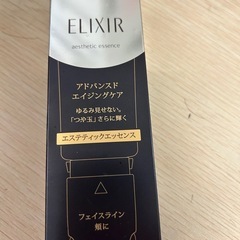 ELIXIR
aesthetic essence
アドバンスド
エイジングケア
ゆるみ見せない。
「つや玉」さらに輝く
エステティックエッセンス
フェイスライン
頬に